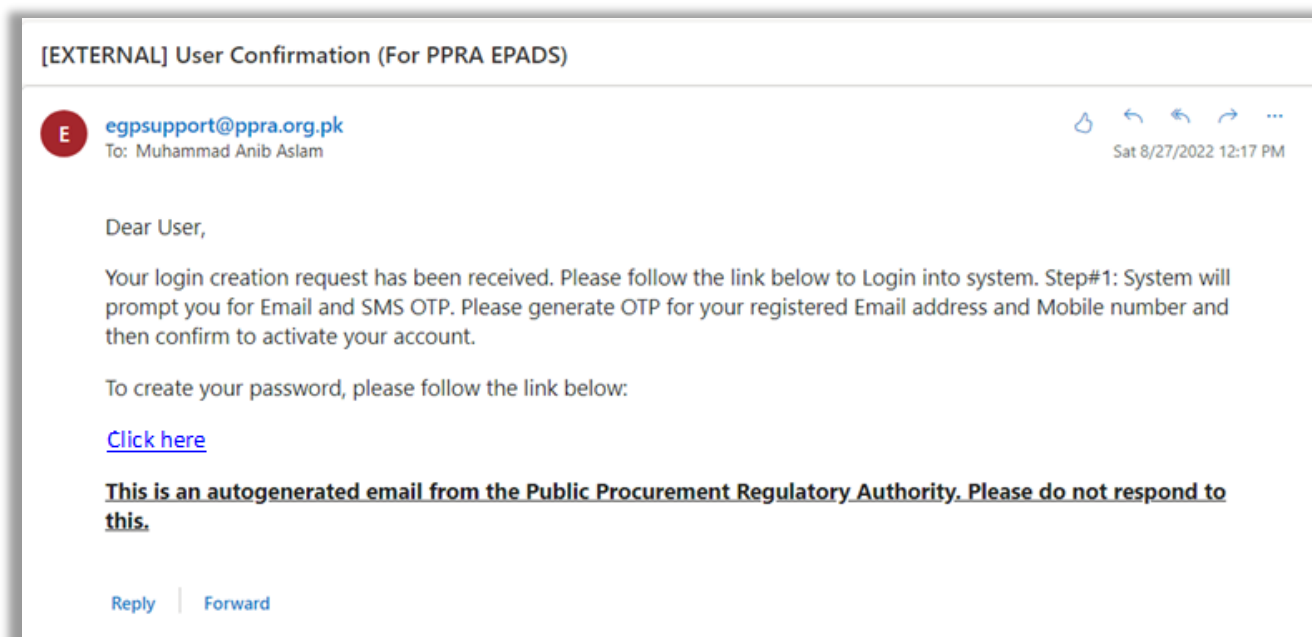 [EXTERNAL] User Confirmation (For PPRA EPADS)
E
egpsupport@ppra.org.pk
To: Muhammad Anib Aslam
Sat 8/27/2022 12:17 PM
Dear User,
Your login creation request has been received. Please follow the link below to Login into system. Step#1: System will
prompt you for Email and SMS OTP. Please generate OTP for your registered Email address and Mobile number and
then confirm to activate your account.
To create your password, please follow the link below:
Click here
This is an autogenerated email from the Public Procurement Regulatory Authority. Please do not respond to
this.
Reply Forward